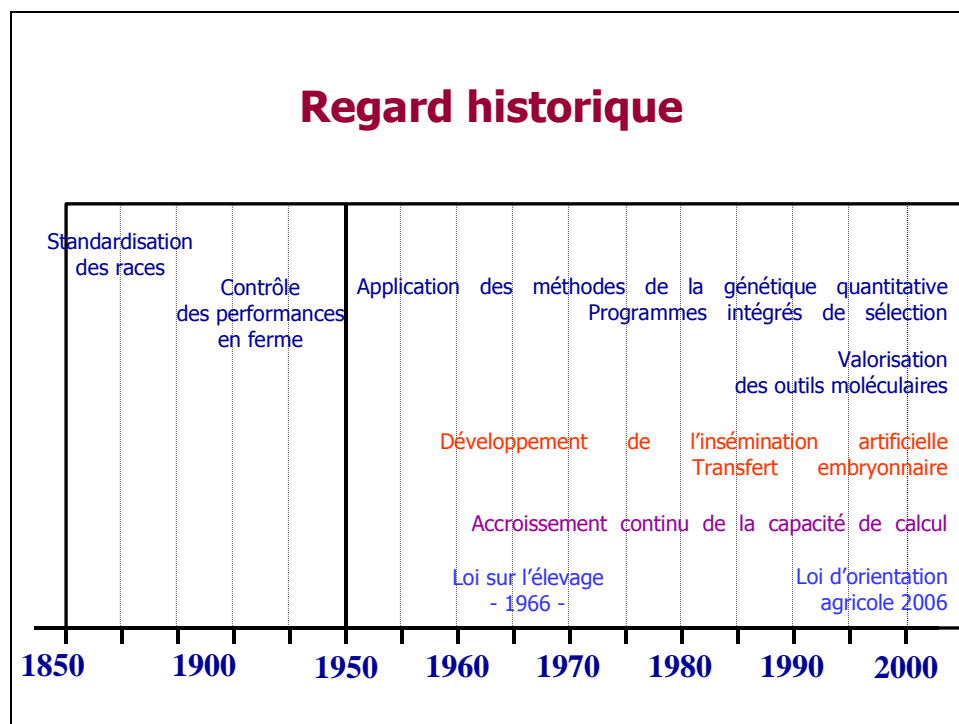 Regard historique
Standardisation
des races
Contrôle
des performances
en ferme
Application des méthodes de la génétique quantitative
Programmes intégrés de sélection
Valorisation
des outils moléculaires
Développement de l'insémination artificielle
Transfert embryonnaire
Accroissement continu de la capacité de calcul
Loi sur l'élevage
- 1966 -
Loi d'orientation
agricole 2006
1850 1900 1950 1960 1970 1980 1990 2000